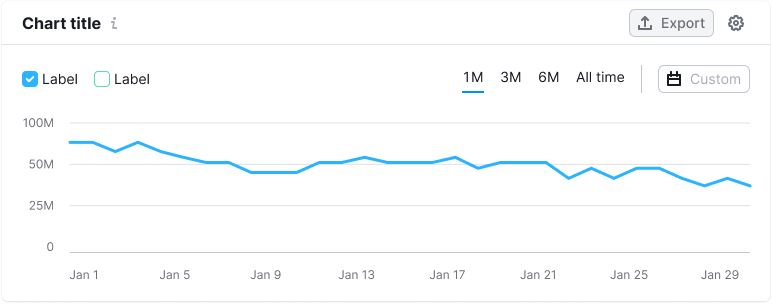 Chart title i Export
Label Label 1M 3M 6M All time Custom
100M
50M
25M
0
Jan 1 Jan 5 Jan 9 Jan 13 Jan 17 Jan 21 Jan 25 Jan 29